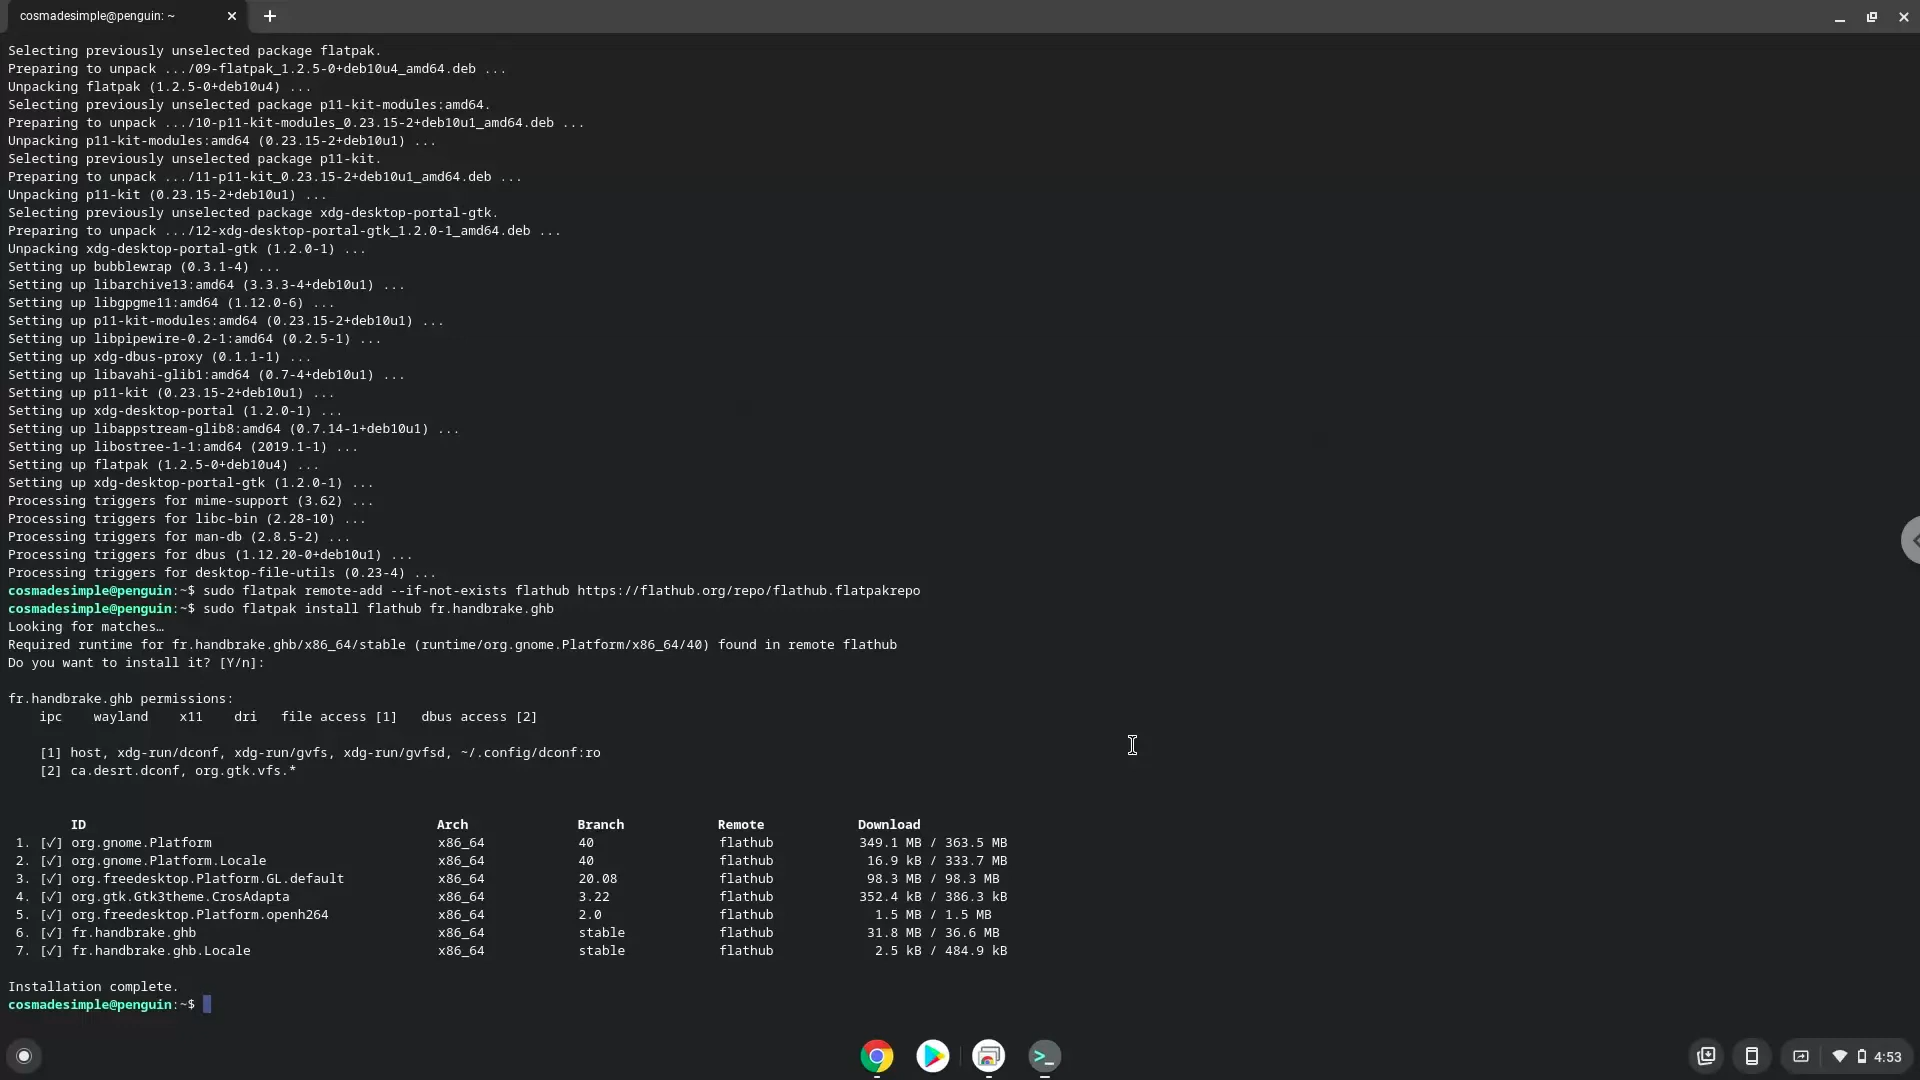 cosmadesimple@penguin: ~
Selecting previously unselected package flatpak.
Preparing to unpack .../09-flatpak_1.2.5-0+deb10u4_amd64.deb ...
Unpacking flatpak (1.2.5-0+deb10u4) ...
Selecting previously unselected package p11-kit-modules:amd64.
Preparing to unpack .../10-p11-kit-modules_0.23.15-2+deb10u1_amd64.deb ...
Unpacking p11-kit-modules:amd64 (0.23.15-2+deb10u1) ...
Selecting previously unselected package p11-kit.
Preparing to unpack .../11-p11-kit_0.23.15-2+deb10u1_amd64.deb ...
Unpacking p11-kit (0.23.15-2+deb10u1) ...
Selecting previously unselected package xdg-desktop-portal-gtk.
Preparing to unpack .../12-xdg-desktop-portal-gtk_1.2.0-1_amd64.deb ...
Unpacking xdg-desktop-portal-gtk (1.2.0-1) ...
Setting up bubblewrap (0.3.1-4) ...
Setting up libarchive13:amd64 (3.3.3-4+deb10u1) ...
Setting up libgpgme11:amd64 (1.12.0-6) ...
Setting up p11-kit-modules:amd64 (0.23.15-2+deb10u1) ...
Setting up libpipewire-0.2-1:amd64 (0.2.5-1) ...
Setting up xdg-dbus-proxy (0.1.1-1) ...
Setting up libavahi-glib1:amd64 (0.7-4+deb10u1) ...
Setting up p11-kit (0.23.15-2+deb10u1) ...
Setting up xdg-desktop-portal (1.2.0-1) ...
Setting up libappstream-glib8:amd64 (0.7.14-1+deb10u1) ...
Setting up libostree-1-1:amd64 (2019.1-1) ...
Setting up flatpak (1.2.5-0+deb10u4) ...
Setting up xdg-desktop-portal-gtk (1.2.0-1) ...
Processing triggers for mime-support (3.62) ...
Processing triggers for libc-bin (2.28-10) ...
Processing triggers for man-db (2.8.5-2) ...
Processing triggers for dbus (1.12.20-0+deb10u1) ...
Processing triggers for desktop-file-utils (0.23-4) ...
cosmadesimple@penguin:~$ sudo flatpak remote-add --if-not-exists flathub https://flathub.org/repo/flathub.flatpakrepo
cosmadesimple@penguin:~$ sudo flatpak install flathub fr.handbrake.ghb
Looking for matches…
Required runtime for fr.handbrake.ghb/x86_64/stable (runtime/org.gnome.Platform/x86_64/40) found in remote flathub
Do you want to install it? [Y/n]:
fr.handbrake.ghb permissions:
ipc wayland x11 dri file access [1] dbus access [2]
[1] host, xdg-run/dconf, xdg-run/gvfs, xdg-run/gvfsd, ~/.config/dconf:ro
[2] ca.desrt.dconf, org.gtk.vfs.*
ID Arch Branch Remote Download
1. [✓] org.gnome.Platform x86_64 40 flathub 349.1 MB / 363.5 MB
2. [✓] org.gnome.Platform.Locale x86_64 40 flathub 16.9 kB / 333.7 MB
3. [✓] org.freedesktop.Platform.GL.default x86_64 20.08 flathub 98.3 MB / 98.3 MB
4. [✓] org.gtk.Gtk3theme.CrosAdapta x86_64 3.22 flathub 352.4 kB / 386.3 kB
5. [✓] org.freedesktop.Platform.openh264 x86_64 2.0 flathub 1.5 MB / 1.5 MB
6. [✓] fr.handbrake.ghb x86_64 stable flathub 31.8 MB / 36.6 MB
7. [✓] fr.handbrake.ghb.Locale x86_64 stable flathub 2.5 kB / 484.9 kB
Installation complete.
cosmadesimple@penguin:~$
4:53